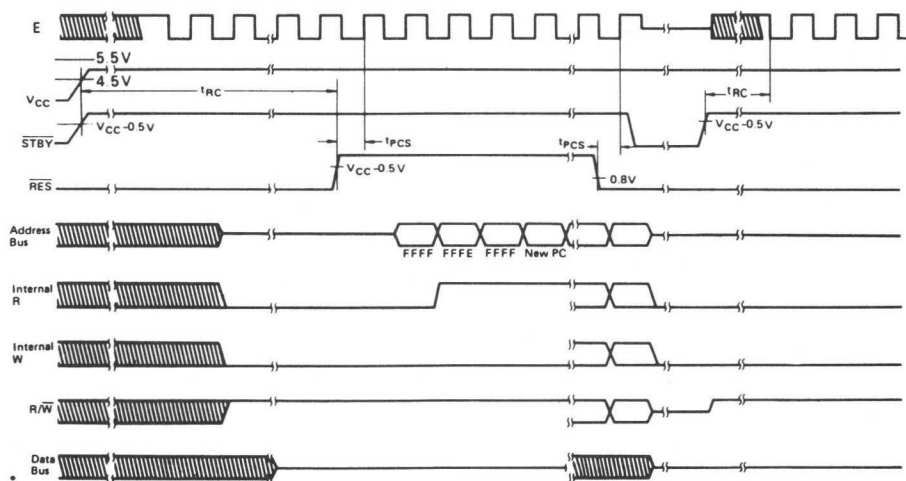 E
5.5V
4.5V
VCC
tRC
tRC
VCC-0.5V
VCC-0.5V
STBY
tPCS
tPCS
VCC-0.5V
0.8V
RES
Address
Bus
FFFF FFFE FFFF New PC
Internal
R
Internal
W
R/W
Data
Bus